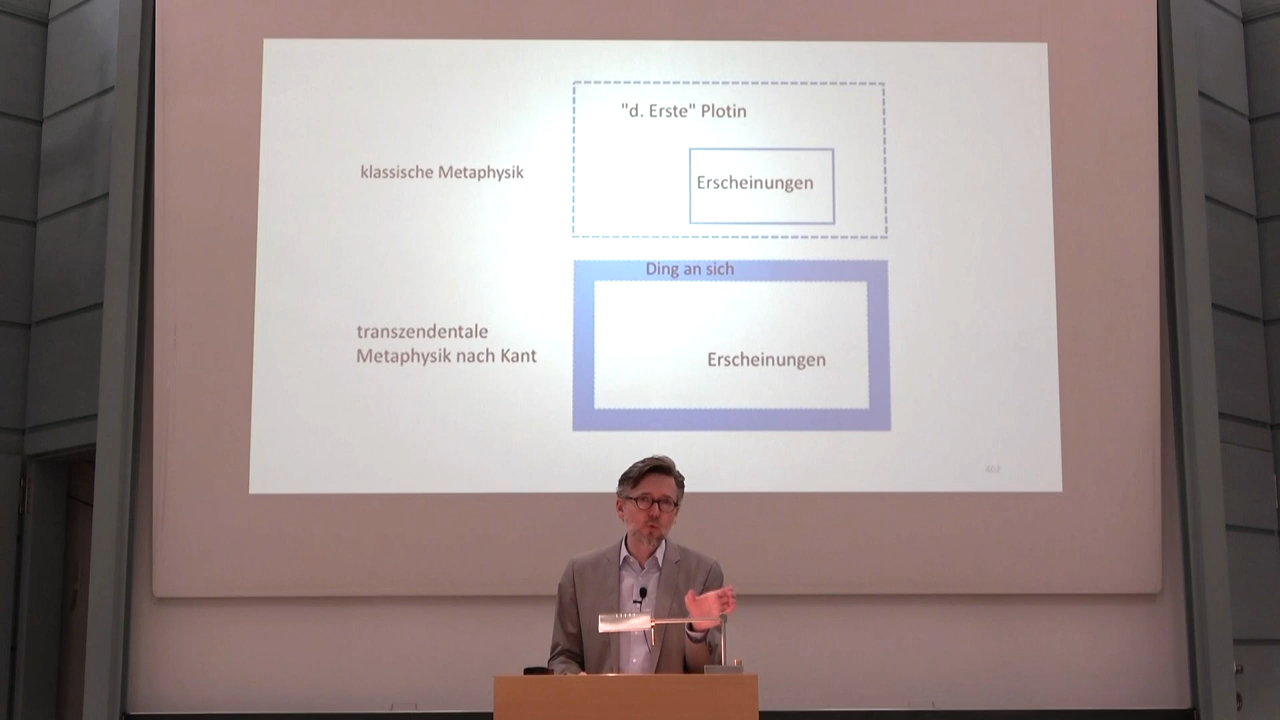 "d. Erste" Plotin
klassische Metaphysik
Erscheinungen
Ding an sich
transzendentale
Metaphysik nach Kant
Erscheinungen